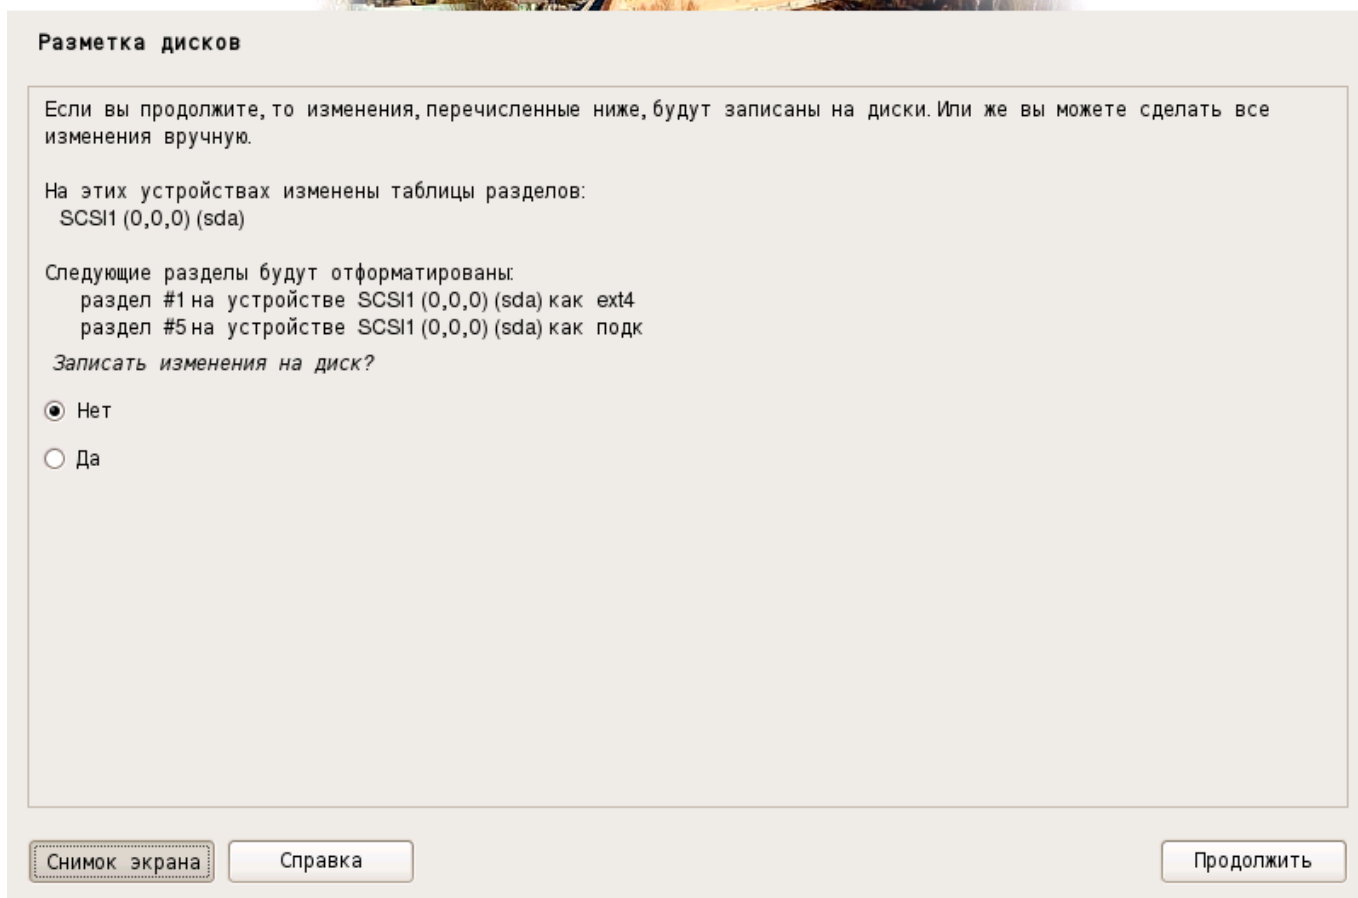 Разметка дисков
Если вы продолжите, то изменения, перечисленные ниже, будут записаны на диски. Или же вы можете сделать все
изменения вручную.
На этих устройствах изменены таблицы разделов:
SCSI1 (0,0,0) (sda)
Следующие разделы будут отформатированы:
раздел #1 на устройстве SCSI1 (0,0,0) (sda) как ext4
раздел #5 на устройстве SCSI1 (0,0,0) (sda) как подк
Записать изменения на диск?
Нет
Да
Снимок экрана
Справка
Продолжить